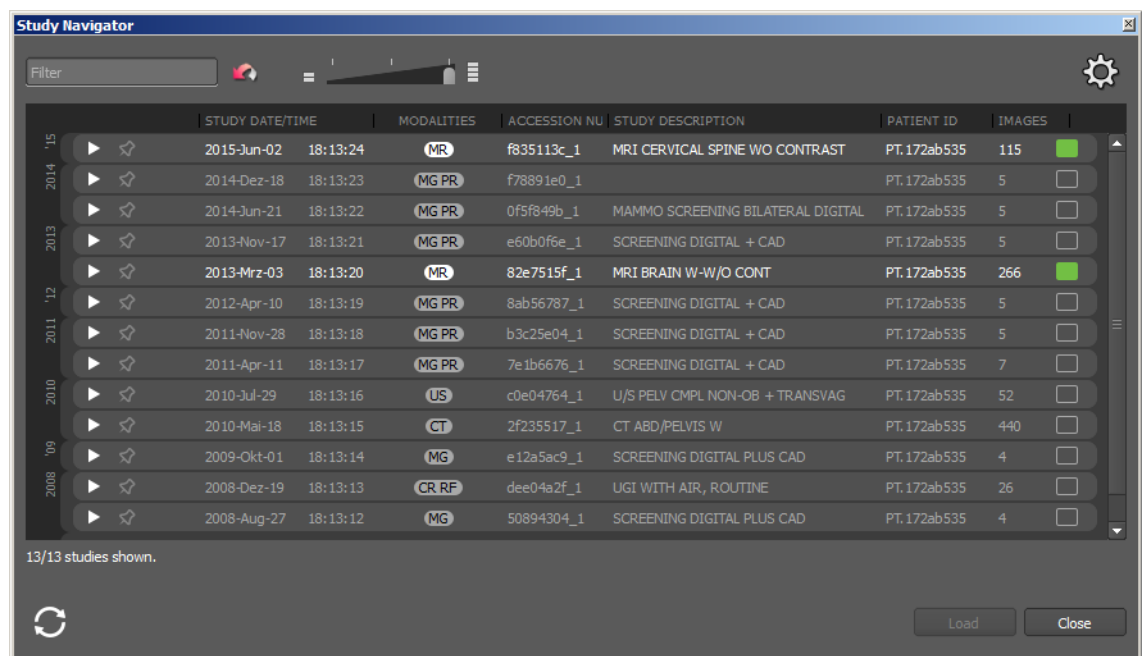 Study Navigator
Filter
STUDY DATE/TIME MODALITIES ACCESSION NU STUDY DESCRIPTION PATIENT ID IMAGES
'15 2015-Jun-02 18:13:24 MR f835113c_1 MRI CERVICAL SPINE WO CONTRAST PT.172ab535 115
2014 2014-Dez-18 18:13:23 MG PR f78891e0_1 PT.172ab535 5
2014-Jun-21 18:13:22 MG PR 0f5f849b_1 MAMMO SCREENING BILATERAL DIGITAL PT.172ab535 5
2013 2013-Nov-17 18:13:21 MG PR e60b0f6e_1 SCREENING DIGITAL + CAD PT.172ab535 5
2013-Mrz-03 18:13:20 MR 82e7515f_1 MRI BRAIN W-W/O CONT PT.172ab535 266
'12 2012-Apr-10 18:13:19 MG PR 8ab56787_1 SCREENING DIGITAL + CAD PT.172ab535 5
2011 2011-Nov-28 18:13:18 MG PR b3c25e04_1 SCREENING DIGITAL + CAD PT.172ab535 5
2011-Apr-11 18:13:17 MG PR 7e1b6676_1 SCREENING DIGITAL + CAD PT.172ab535 7
2010 2010-Jul-29 18:13:16 US c0e04764_1 U/S PELV CMPL NON-OB + TRANSVAG PT.172ab535 52
2010-Mai-18 18:13:15 CT 2f235517_1 CT ABD/PELVIS W PT.172ab535 440
'09 2009-Okt-01 18:13:14 MG e12a5ac9_1 SCREENING DIGITAL PLUS CAD PT.172ab535 4
2008 2008-Dez-19 18:13:13 CR RF dee04a2f_1 UGI WITH AIR, ROUTINE PT.172ab535 26
2008-Aug-27 18:13:12 MG 50894304_1 SCREENING DIGITAL PLUS CAD PT.172ab535 4
13/13 studies shown.
Load Close